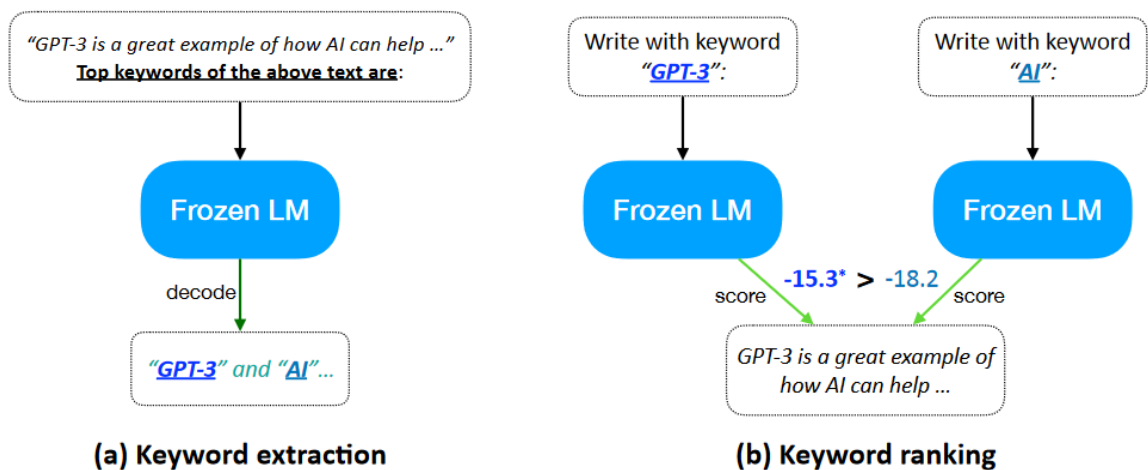 “GPT-3 is a great example of how AI can help …”
Top keywords of the above text are:
Frozen LM
decode
“GPT-3” and “AI”…
(a) Keyword extraction
Write with keyword
“GPT-3”:
Write with keyword
“AI”:
Frozen LM
Frozen LM
score
-15.3* > -18.2
score
GPT-3 is a great example of
how AI can help …
(b) Keyword ranking